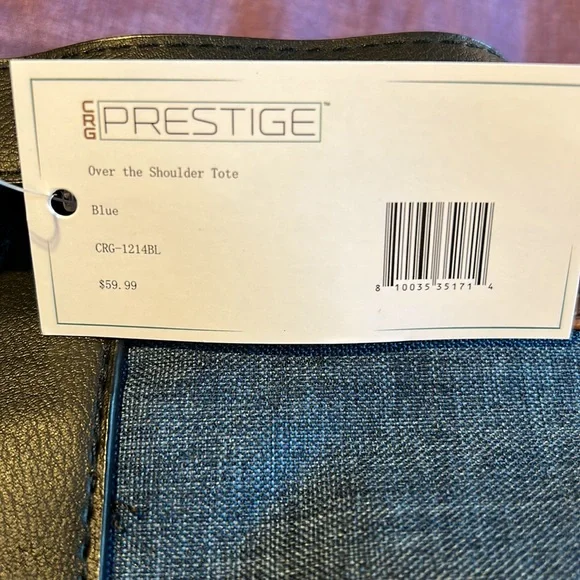 CRG PRESTIGE™
Over the Shoulder Tote
Blue
CRG-1214BL
$59.99
8 10035 35171 4